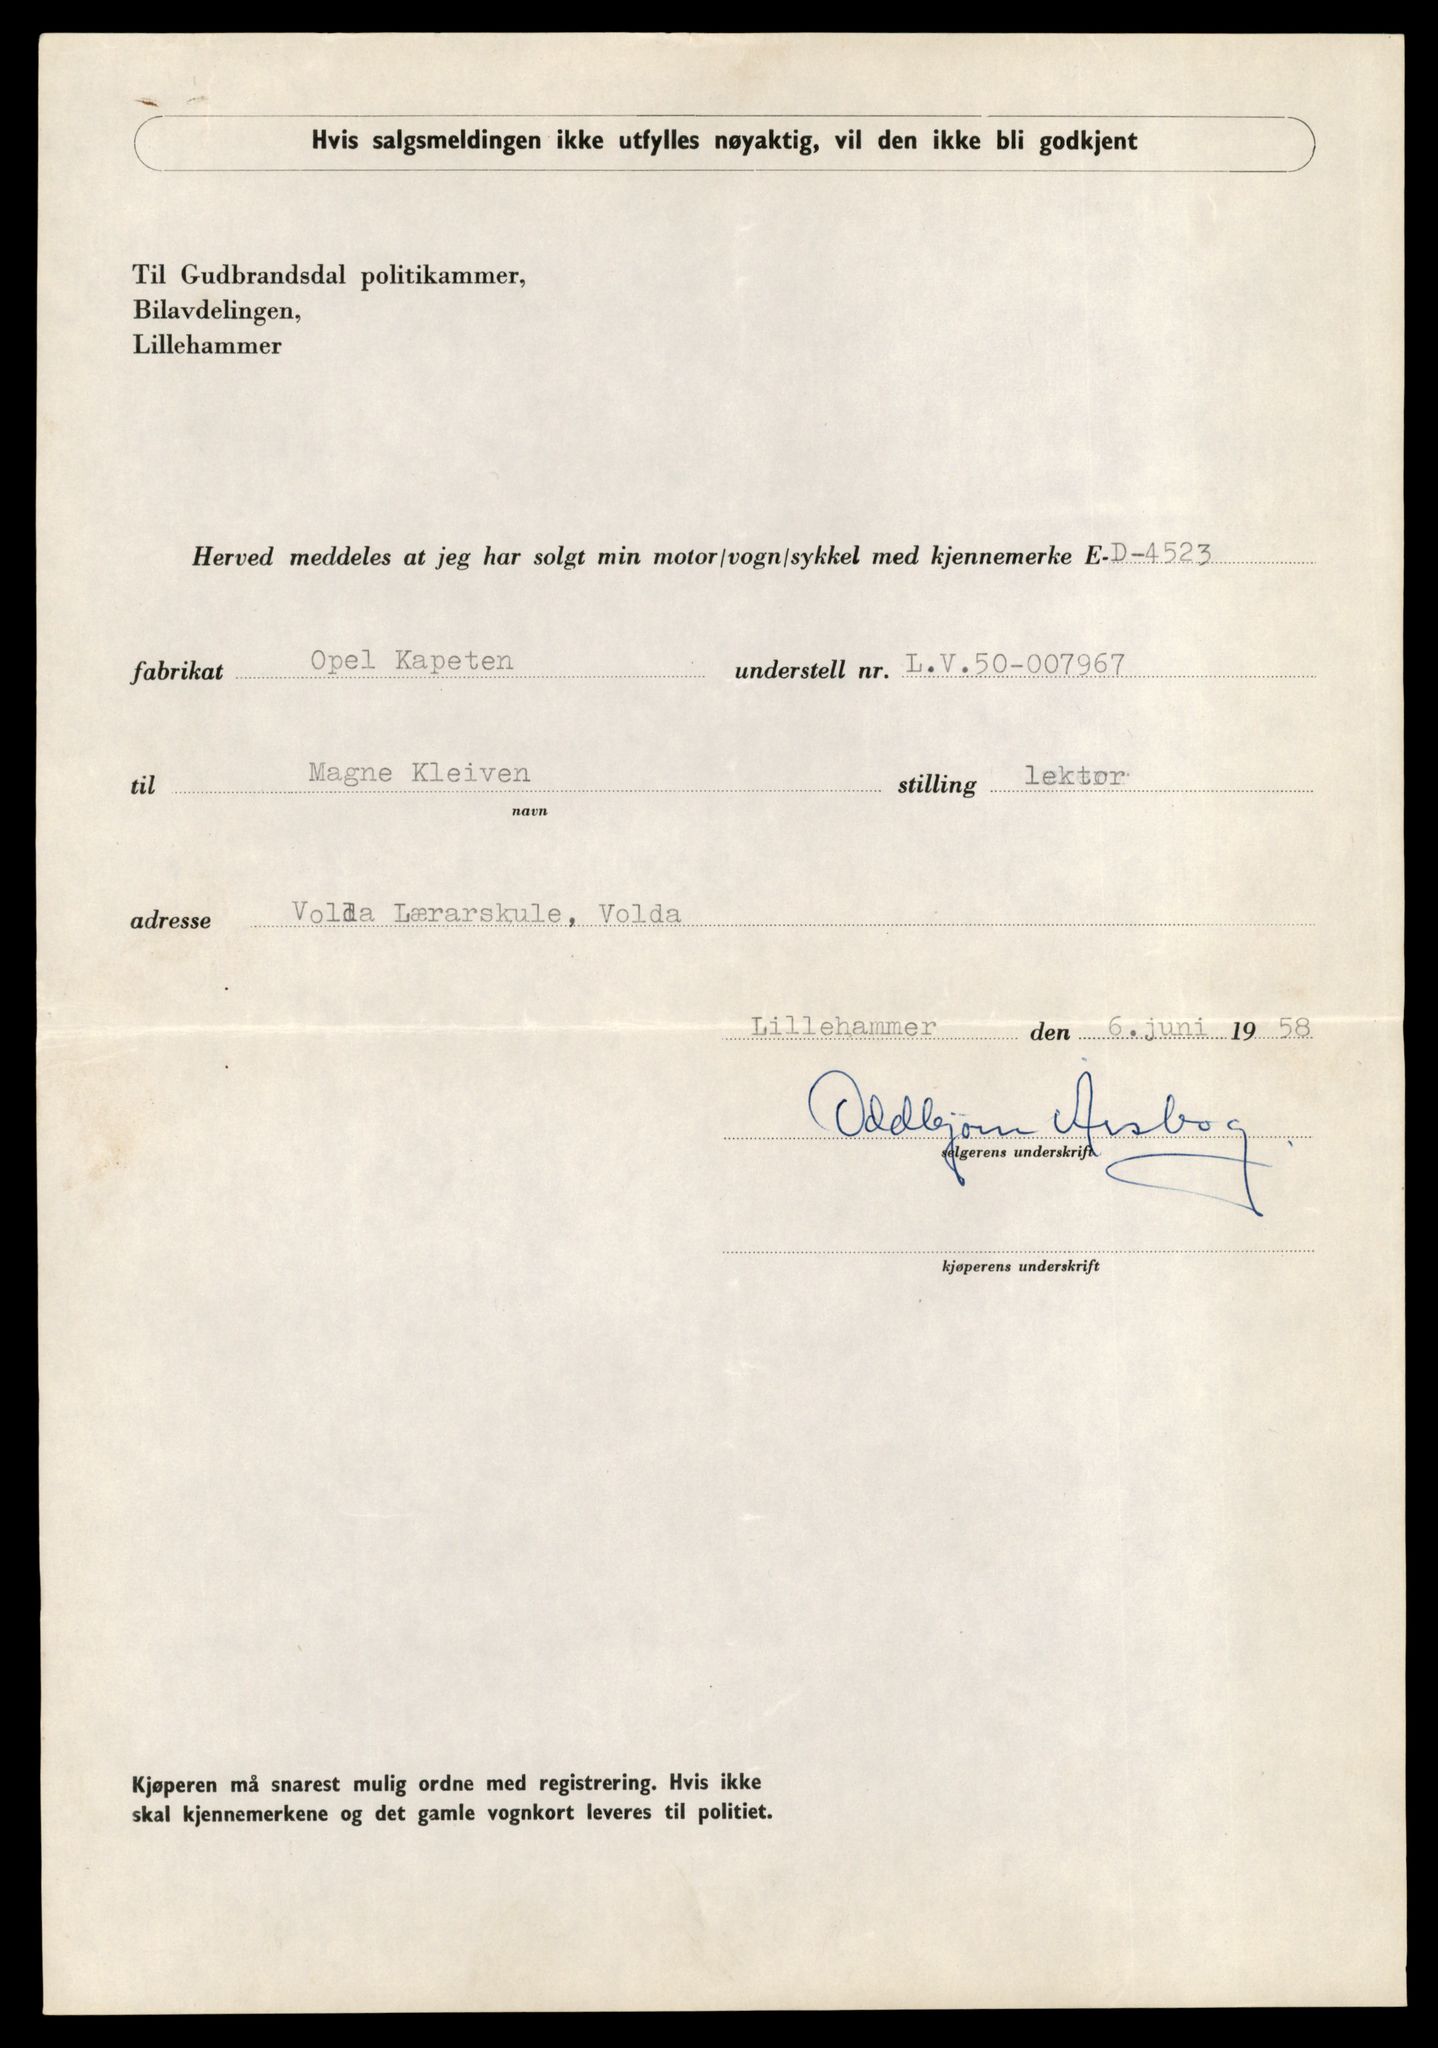 Hvis salgsmeldingen ikke utfylles nøyaktig, vil den ikke bli godkjent
Til Gudbrandsdal politikammer,
Bilavdelingen,
Lillehammer
Herved meddeles at jeg har solgt min motor/vogn/sykkel med kjennemerke E-D-4523
fabrikat Opel Kapeten understell nr. L.V.50-007967
til Magne Kleiven stilling lektør
navn
adresse Volda Lærarskule, Volda
Lillehammer den 6. juni 19 58
Oddbjørn
selgerens underskrift
kjøperens underskrift
Kjøperen må snarest mulig ordne med registrering. Hvis ikke
skal kjennemerkene og det gamle vognkort leveres til politiet.